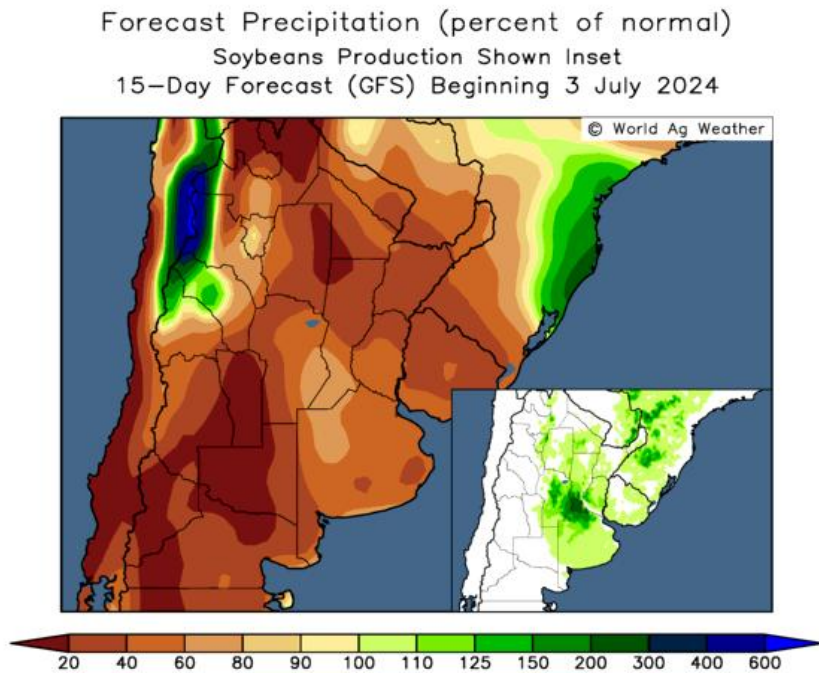 Forecast Precipitation (percent of normal)
Soybeans Production Shown Inset
15-Day Forecast (GFS) Beginning 3 July 2024
© World Ag Weather
20 40 60 80 90 100 110 125 150 200 300 400 600